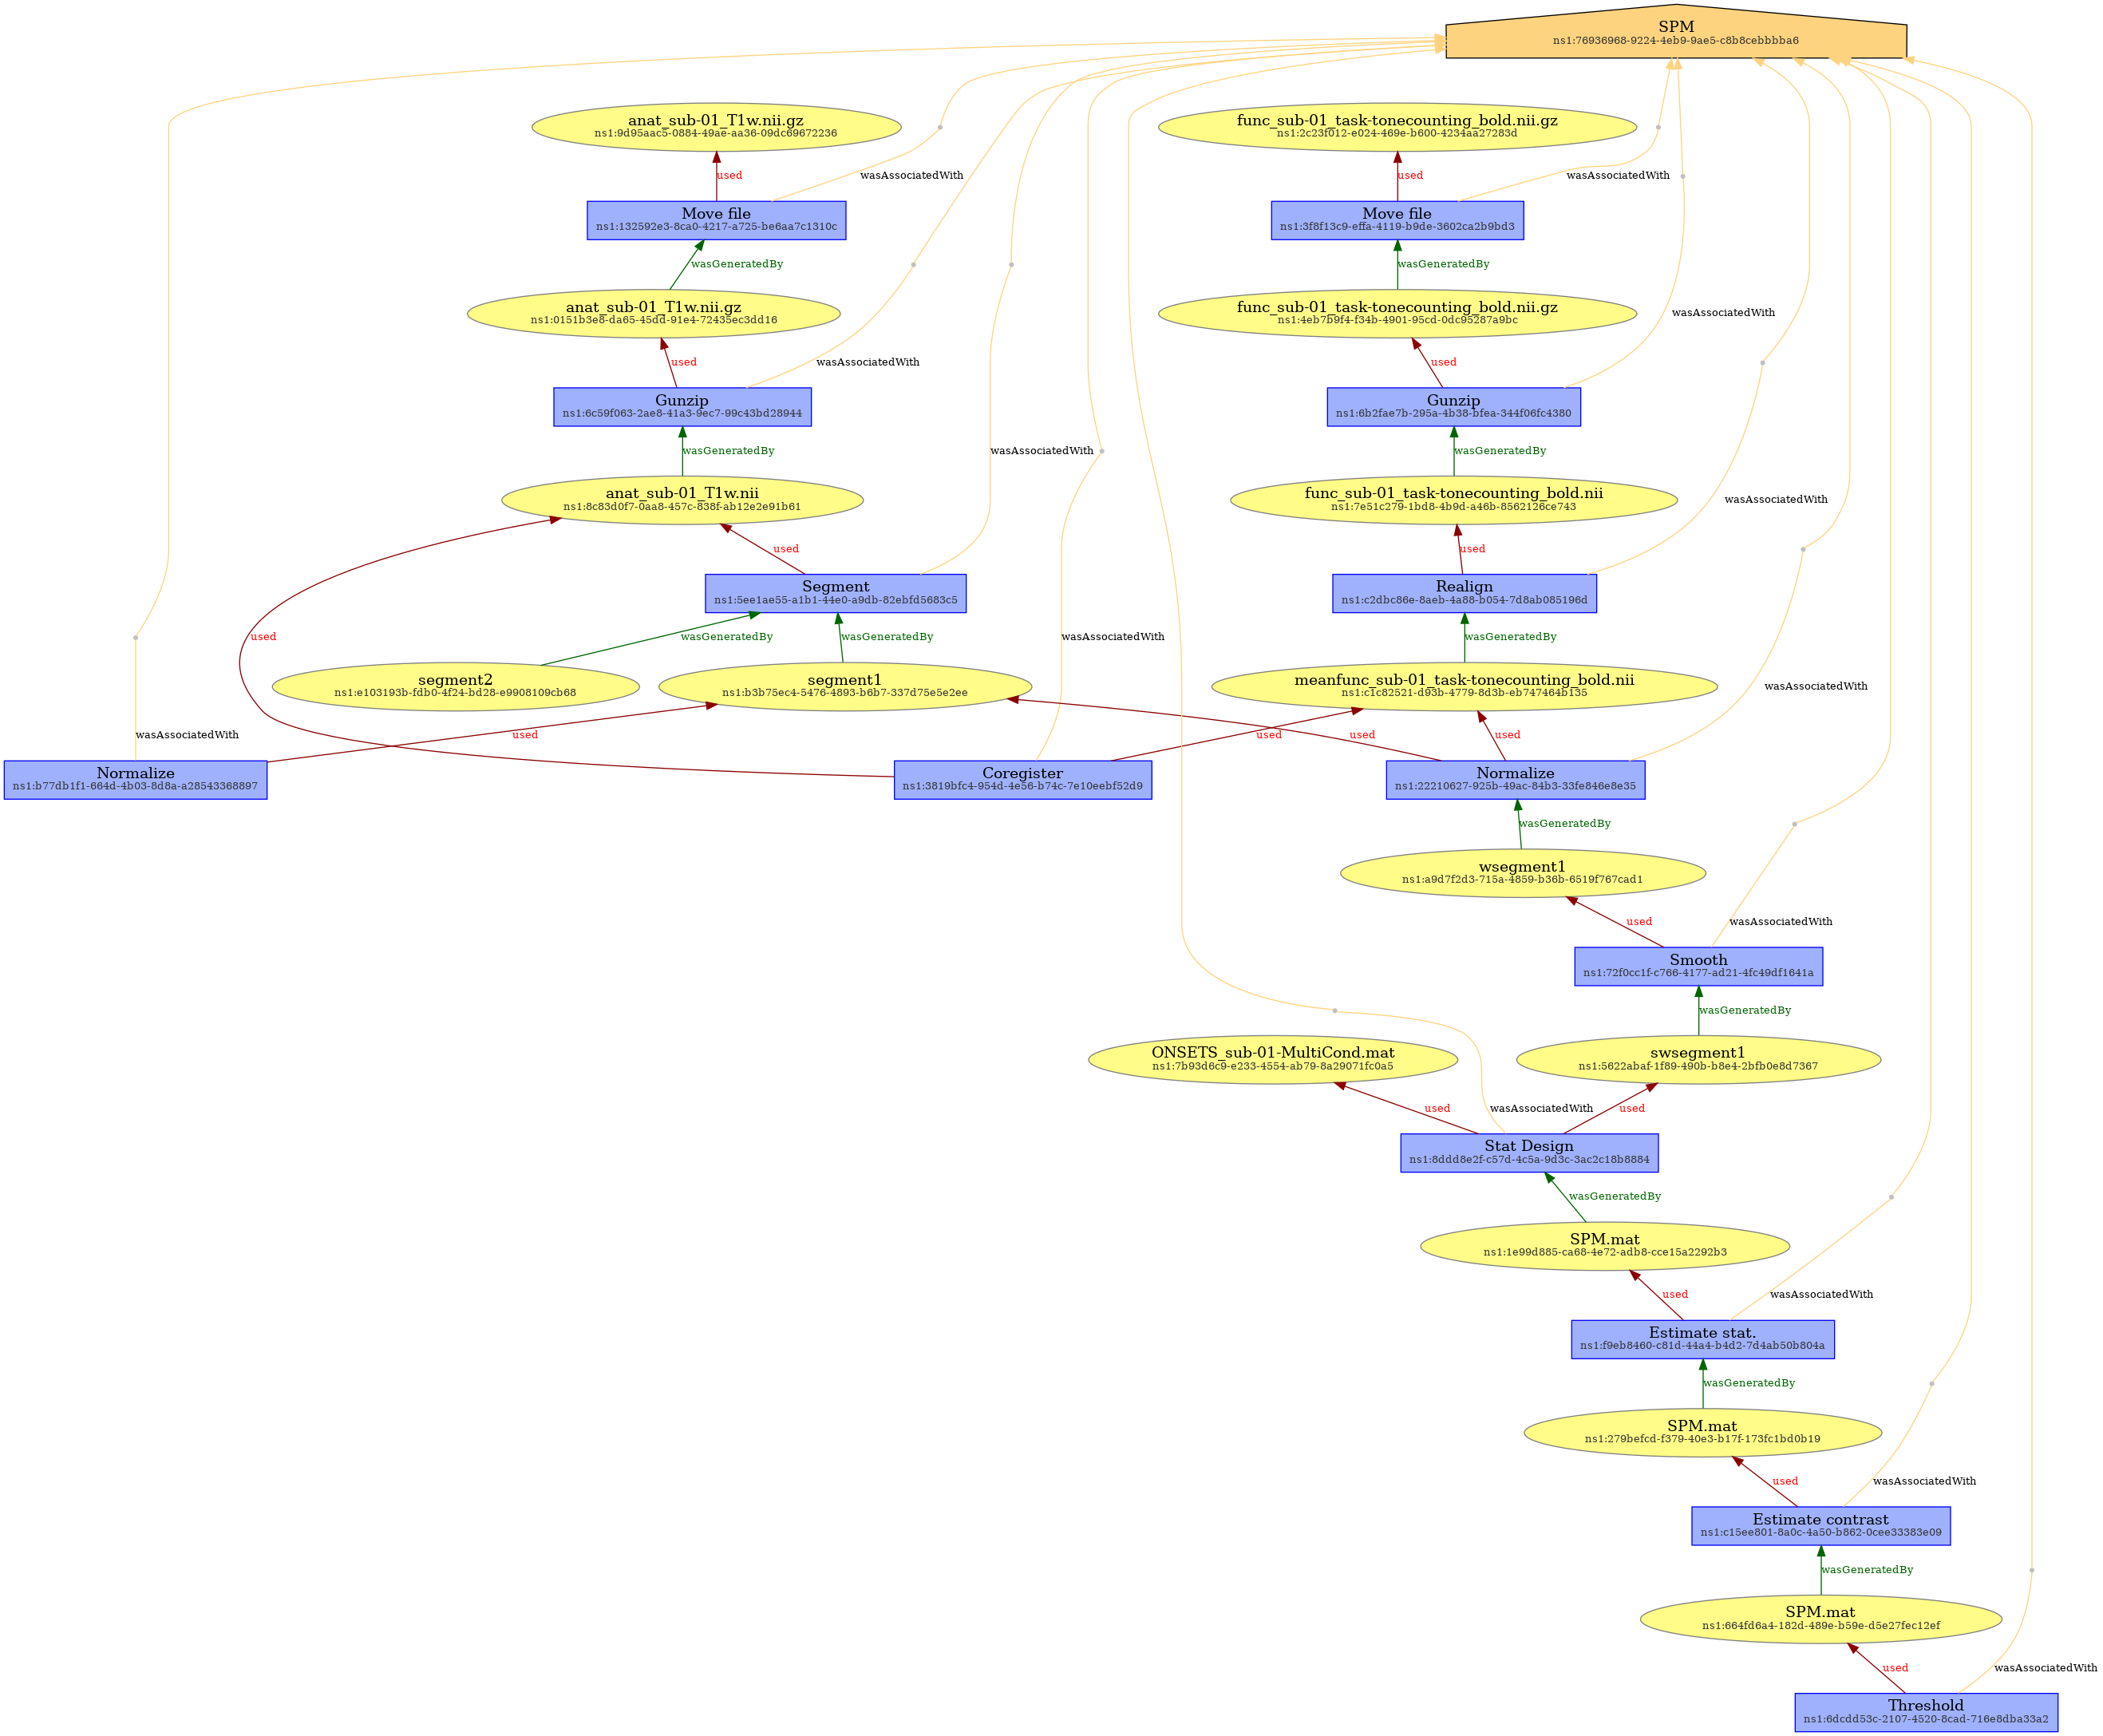 SPM
ns1:76936968-9224-4eb9-9ae5-c8b8cebbbba6
anat_sub-01_T1w.nii.gz
ns1:9d95aac5-0884-49ae-aa36-09dc69672236
func_sub-01_task-tonecounting_bold.nii.gz
ns1:2c23f012-e024-469e-b600-4234aa27283d
used
wasAssociatedWith
used
wasAssociatedWith
Move file
ns1:132592e3-8ca0-4217-a725-be6aa7c1310c
Move file
ns1:3f8f13c9-effa-4119-b9de-3602ca2b9bd3
wasGeneratedBy
wasGeneratedBy
anat_sub-01_T1w.nii.gz
ns1:0151b3e8-da65-45dd-91e4-72435ec3dd16
func_sub-01_task-tonecounting_bold.nii.gz
ns1:4eb7b9f4-f34b-4901-95cd-0dc95287a9bc
wasAssociatedWith
used
wasAssociatedWith
used
Gunzip
ns1:6c59f063-2ae8-41a3-9ec7-99c43bd28944
Gunzip
ns1:6b2fae7b-295a-4b38-bfea-344f06fc4380
wasGeneratedBy
wasAssociatedWith
wasGeneratedBy
anat_sub-01_T1w.nii
ns1:8c83d0f7-0aa8-457c-838f-ab12e2e91b61
func_sub-01_task-tonecounting_bold.nii
ns1:7e51c279-1bd8-4b9d-a46b-8562126ce743
wasAssociatedWith
used
used
Segment
ns1:5ee1ae55-a1b1-44e0-a9db-82ebfd5683c5
Realign
ns1:c2dbc86e-8aeb-4a88-b054-7d8ab085196d
used
wasGeneratedBy
wasGeneratedBy
wasAssociatedWith
wasGeneratedBy
segment2
ns1:e103193b-fdb0-4f24-bd28-e9908109cb68
segment1
ns1:b3b75ec4-5476-4893-b6b7-337d75e5e2ee
meanfunc_sub-01_task-tonecounting_bold.nii
ns1:c1c82521-d93b-4779-8d3b-eb747464b135
wasAssociatedWith
wasAssociatedWith
used
used
used
used
Normalize
ns1:b77db1f1-664d-4b03-8d8a-a28543368897
Coregister
ns1:3819bfc4-954d-4e56-b74c-7e10eebf52d9
Normalize
ns1:22210627-925b-49ac-84b3-33fe846e8e35
wasGeneratedBy
wsegment1
ns1:a9d7f2d3-715a-4859-b36b-6519f767cad1
used
wasAssociatedWith
Smooth
ns1:72f0cc1f-c766-4177-ad21-4fc49df1641a
wasGeneratedBy
ONSETS_sub-01-MultiCond.mat
ns1:7b93d6c9-e233-4554-ab79-8a29071fc0a5
swsegment1
ns1:5622abaf-1f89-490b-b8e4-2bfb0e8d7367
used
wasAssociatedWith
used
Stat Design
ns1:8ddd8e2f-c57d-4c5a-9d3c-3ac2c18b8884
wasGeneratedBy
SPM.mat
ns1:1e99d885-ca68-4e72-adb8-cce15a2292b3
used
wasAssociatedWith
Estimate stat.
ns1:f9eb8460-c81d-44a4-b4d2-7d4ab50b804a
wasGeneratedBy
SPM.mat
ns1:279befcd-f379-40e3-b17f-173fc1bd0b19
used
wasAssociatedWith
Estimate contrast
ns1:c15ee801-8a0c-4a50-b862-0cee33383e09
wasGeneratedBy
SPM.mat
ns1:664fd6a4-182d-489e-b59e-d5e27fec12ef
used
wasAssociatedWith
Threshold
ns1:6dcdd53c-2107-4520-8cad-716e8dba33a2